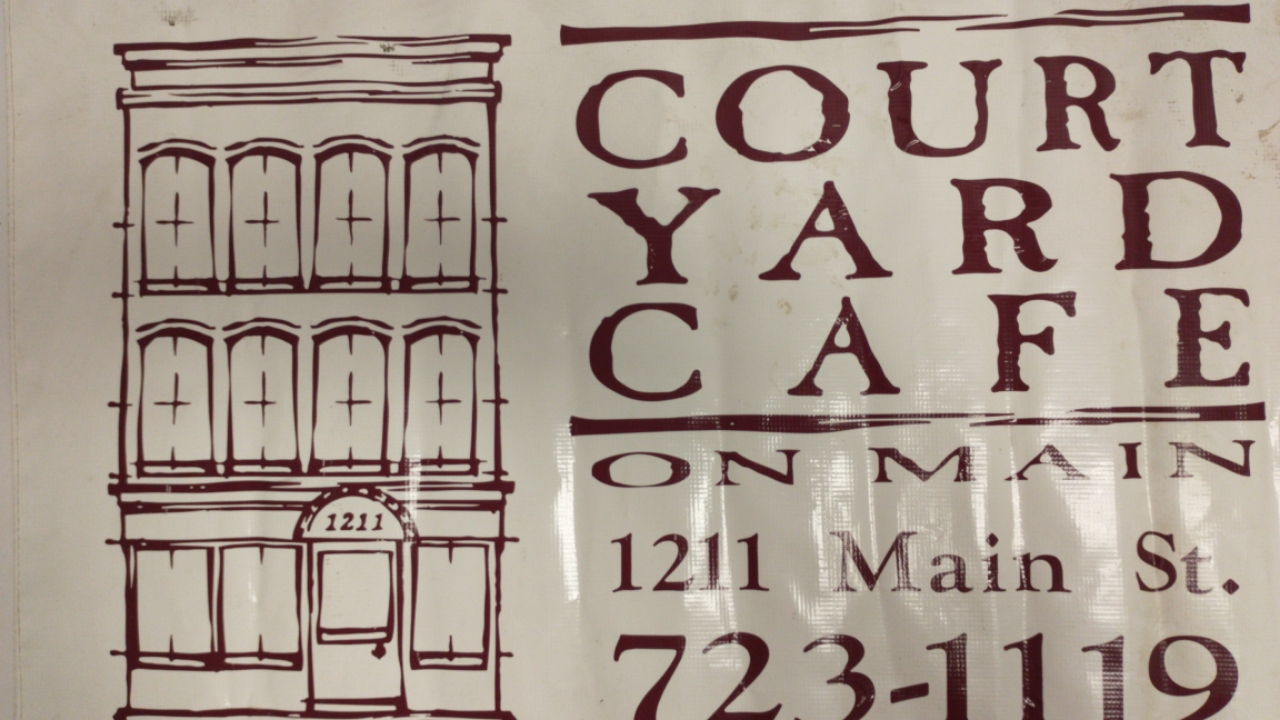 COURT
YARD
CAFE
ON MAIN
1211
1211 Main St.
723-1119